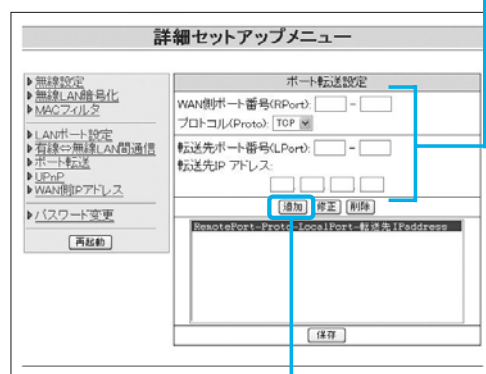 詳細セットアップメニュー
無線設定
無線LAN暗号化
MACフィルタ
LANポート設定
有線⇔無線LAN間通信
ポート転送
UPnP
WAN側IPアドレス
パスワード変更
再起動
ポート転送設定
WAN側ポート番号(RPort): -
プロトコル(Proto): TCP
転送先ポート番号(LPort): -
転送先IP アドレス:
追加 修正 削除
RemotePort-Proto-LocalPort-転送先IPaddress
保存